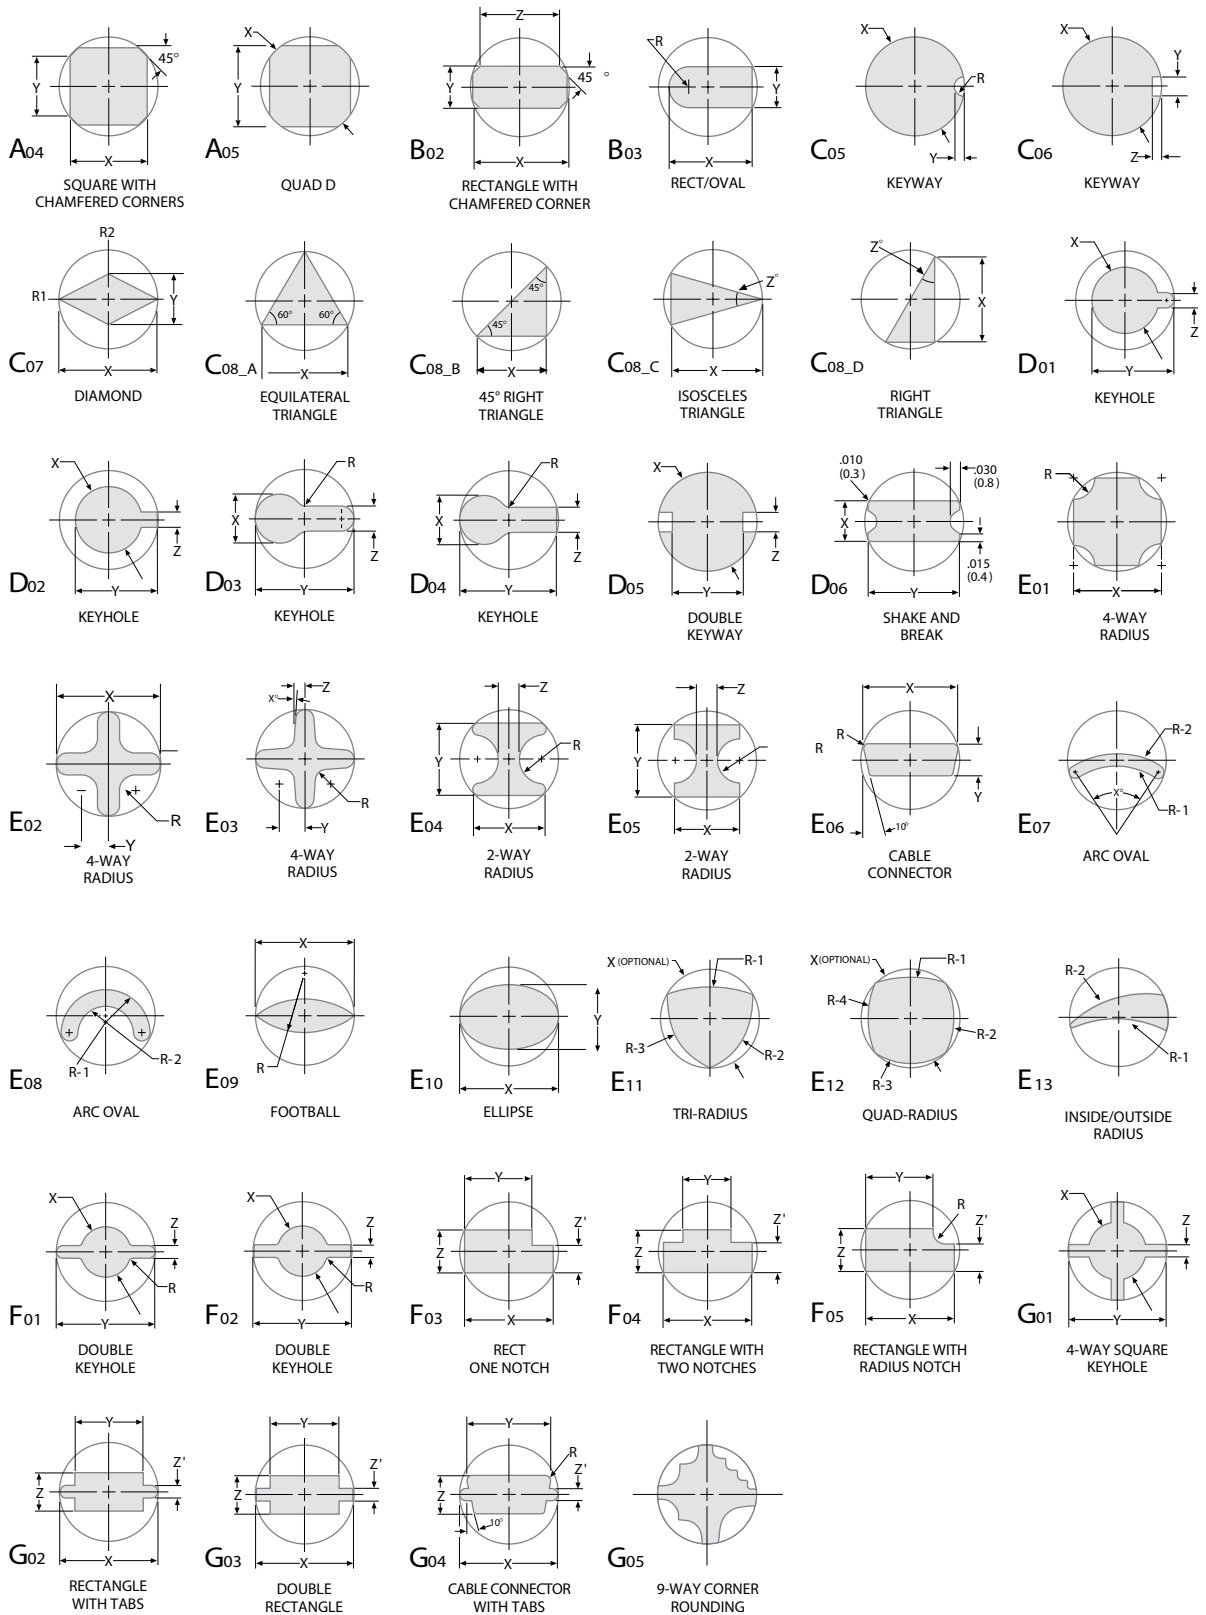 X
45°
Y
X
A04
SQUARE WITH
CHAMFERED CORNERS
X
Y
A05
QUAD D
Z
Y
45 °
X
B02
RECTANGLE WITH
CHAMFERED CORNER
R
Y
X
B03
RECT/OVAL
X
R
Y
C05
KEYWAY
X
Y
Z
C06
KEYWAY
R2
R1
Y
X
C07
DIAMOND
60°
60°
X
C08_A
EQUILATERAL
TRIANGLE
45°
45°
X
C08_B
45° RIGHT
TRIANGLE
Z°
X
C08_C
ISOSCELES
TRIANGLE
Z°
X
C08_D
RIGHT
TRIANGLE
X
Z
Y
D01
KEYHOLE
X
Z
Y
D02
KEYHOLE
R
X
Z
Y
D03
KEYHOLE
R
X
Z
Y
D04
KEYHOLE
X
Z
Y
D05
DOUBLE
KEYWAY
.010
(0.3)
.030
(0.8)
X
.015
(0.4)
Y
D06
SHAKE AND
BREAK
R
X
E01
4-WAY
RADIUS
X
R
Y
E02
4-WAY
RADIUS
Z
X°
R
Y
E03
4-WAY
RADIUS
Z
R
Y
X
E04
2-WAY
RADIUS
Z
Y
X
E05
2-WAY
RADIUS
X
R
R
Y
10°
E06
CABLE
CONNECTOR
R-2
X°
R-1
E07
ARC OVAL
R-2
R-1
E08
ARC OVAL
X
R
E09
FOOTBALL
Y
X
E10
ELLIPSE
X (OPTIONAL)
R-1
R-3
R-2
E11
TRI-RADIUS
X (OPTIONAL)
R-1
R-4
R-2
R-3
E12
QUAD-RADIUS
R-2
R-1
E13
INSIDE/OUTSIDE
RADIUS
X
Z
R
Y
F01
DOUBLE
KEYHOLE
X
Z
R
Y
F02
DOUBLE
KEYHOLE
Y
Z'
Z
X
F03
RECT
ONE NOTCH
Y
Z'
Z
X
F04
RECTANGLE WITH
TWO NOTCHES
Y
R
Z'
Z
X
F05
RECTANGLE WITH
RADIUS NOTCH
X
Z
Y
G01
4-WAY SQUARE
KEYHOLE
Y
Z'
Z
X
G02
RECTANGLE
WITH TABS
Y
Z'
Z
X
G03
DOUBLE
RECTANGLE
Y
R
Z'
Z
10°
X
G04
CABLE CONNECTOR
WITH TABS
G05
9-WAY CORNER
ROUNDING